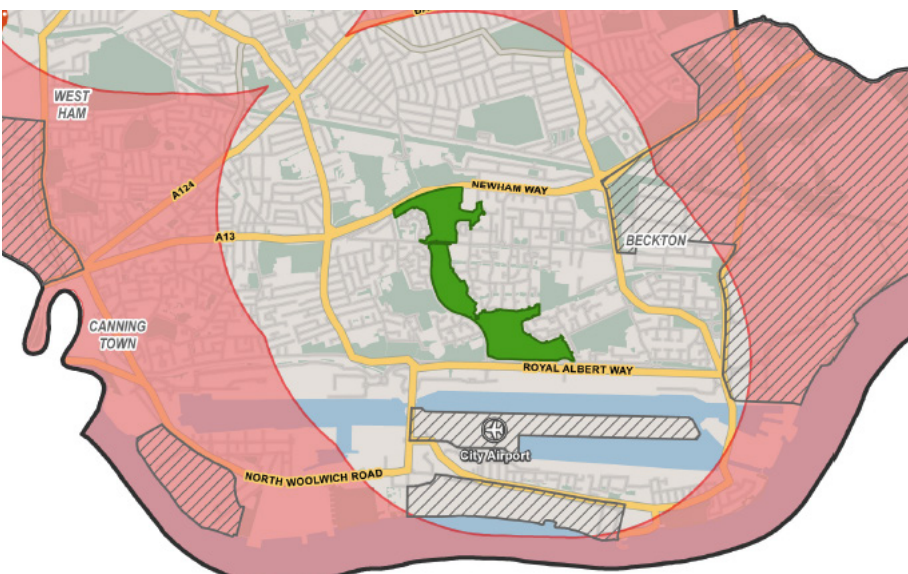 WEST
HAM
A124
NEWHAM WAY
A13
BECKTON
CANNING
TOWN
ROYAL ALBERT WAY
City Airport
NORTH WOOLWICH ROAD